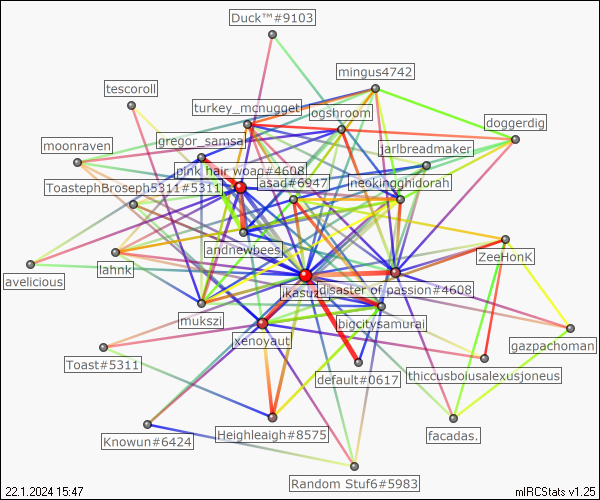 Duck™#9103
mingus4742
tescoroll
turkey_mcnugget
ogshroom
doggerdig
gregor_samsa
jarlbreadmaker
moonraven
pink hair woag#4608
ToastephBroseph5311#5311
asad#6947
neokingghidorah
andnewbees
ZeeHonK
lahnk
avelicious
disaster of passion#4608
jkasuz
mukszi
bigcitysamurai
xenoyaut
gazpachoman
Toast#5311
default#0617
thiccusboiusalexusjoneus
Heighleaigh#8575
facadas.
Knowun#6424
Random Stuf6#5983
22.1.2024 15:47
mIRCStats v1.25